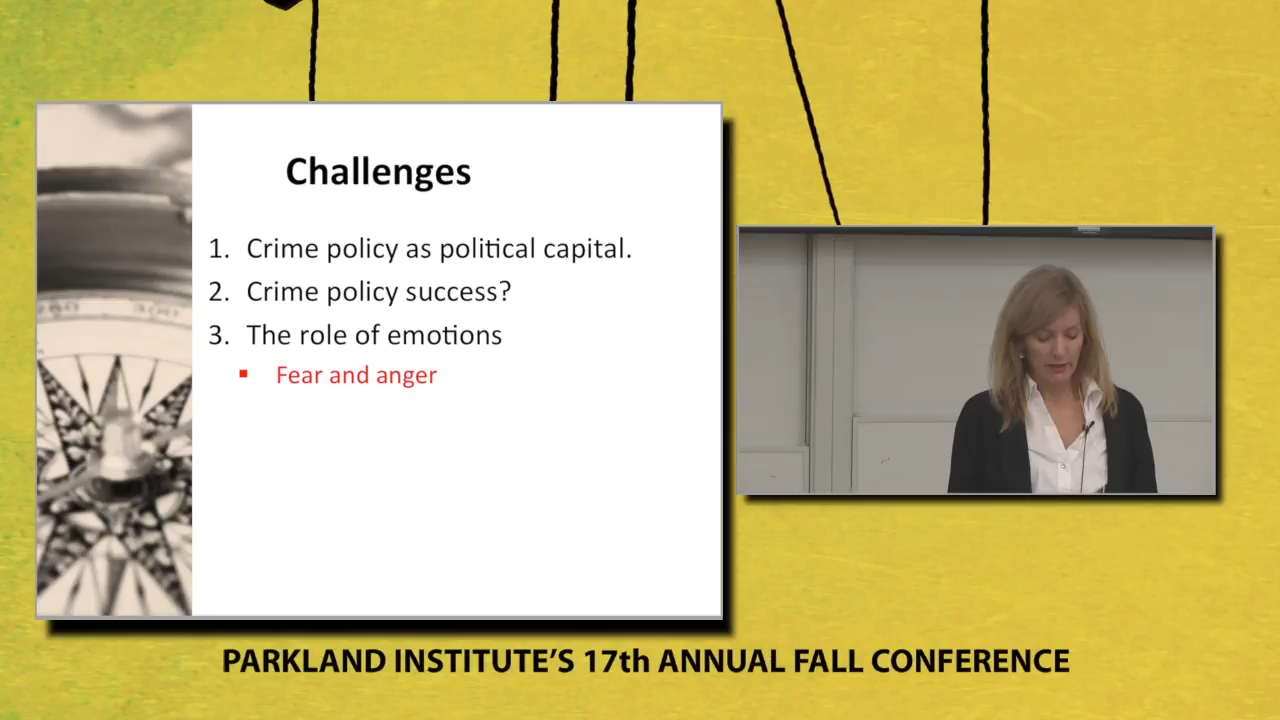 Challenges
1. Crime policy as political capital.
2. Crime policy success?
3. The role of emotions
▪ Fear and anger
PARKLAND INSTITUTE'S 17th ANNUAL FALL CONFERENCE